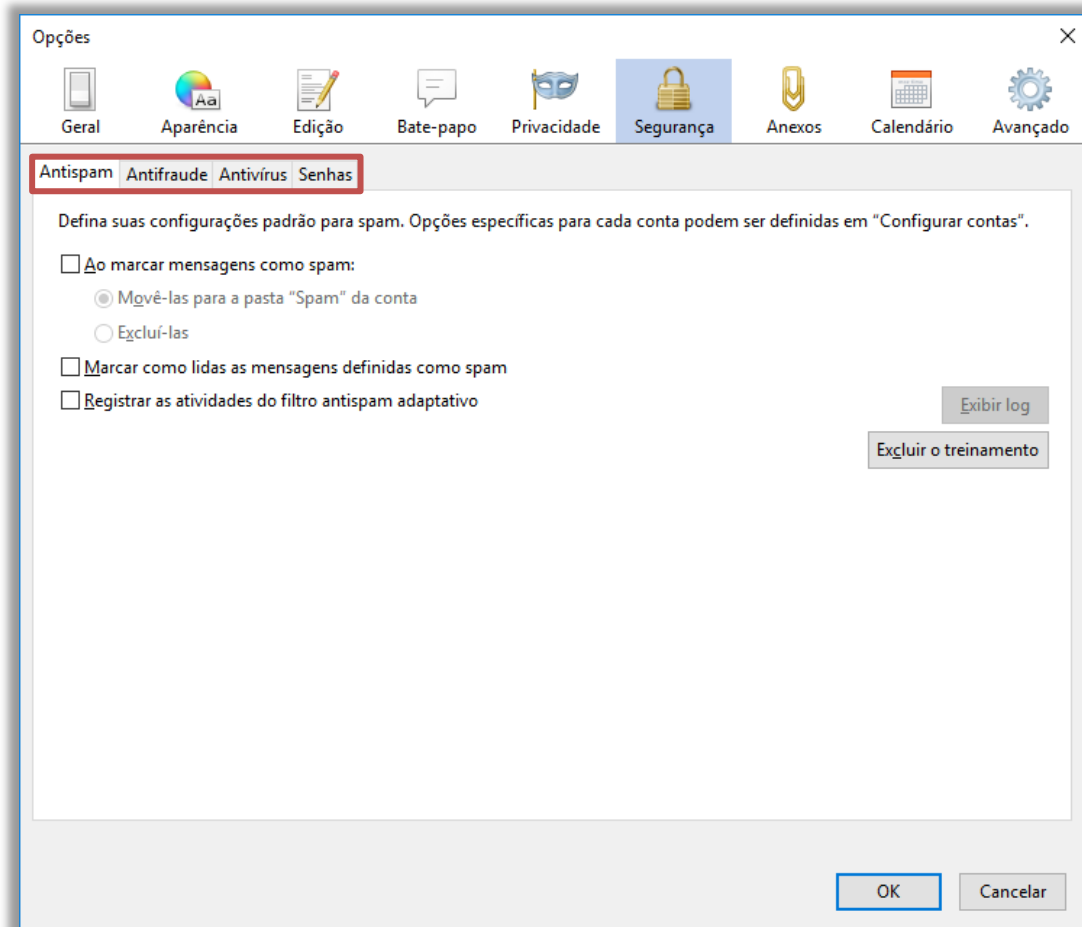 Opções
Geral Aparência Edição Bate-papo Privacidade Segurança Anexos Calendário Avançado
Antispam Antifraude Antivírus Senhas
Defina suas configurações padrão para spam. Opções específicas para cada conta podem ser definidas em “Configurar contas”.
Ao marcar mensagens como spam:
Movê-las para a pasta “Spam” da conta
Excluí-las
Marcar como lidas as mensagens definidas como spam
Registrar as atividades do filtro antispam adaptativo
Exibir log
Excluir o treinamento
OK Cancelar